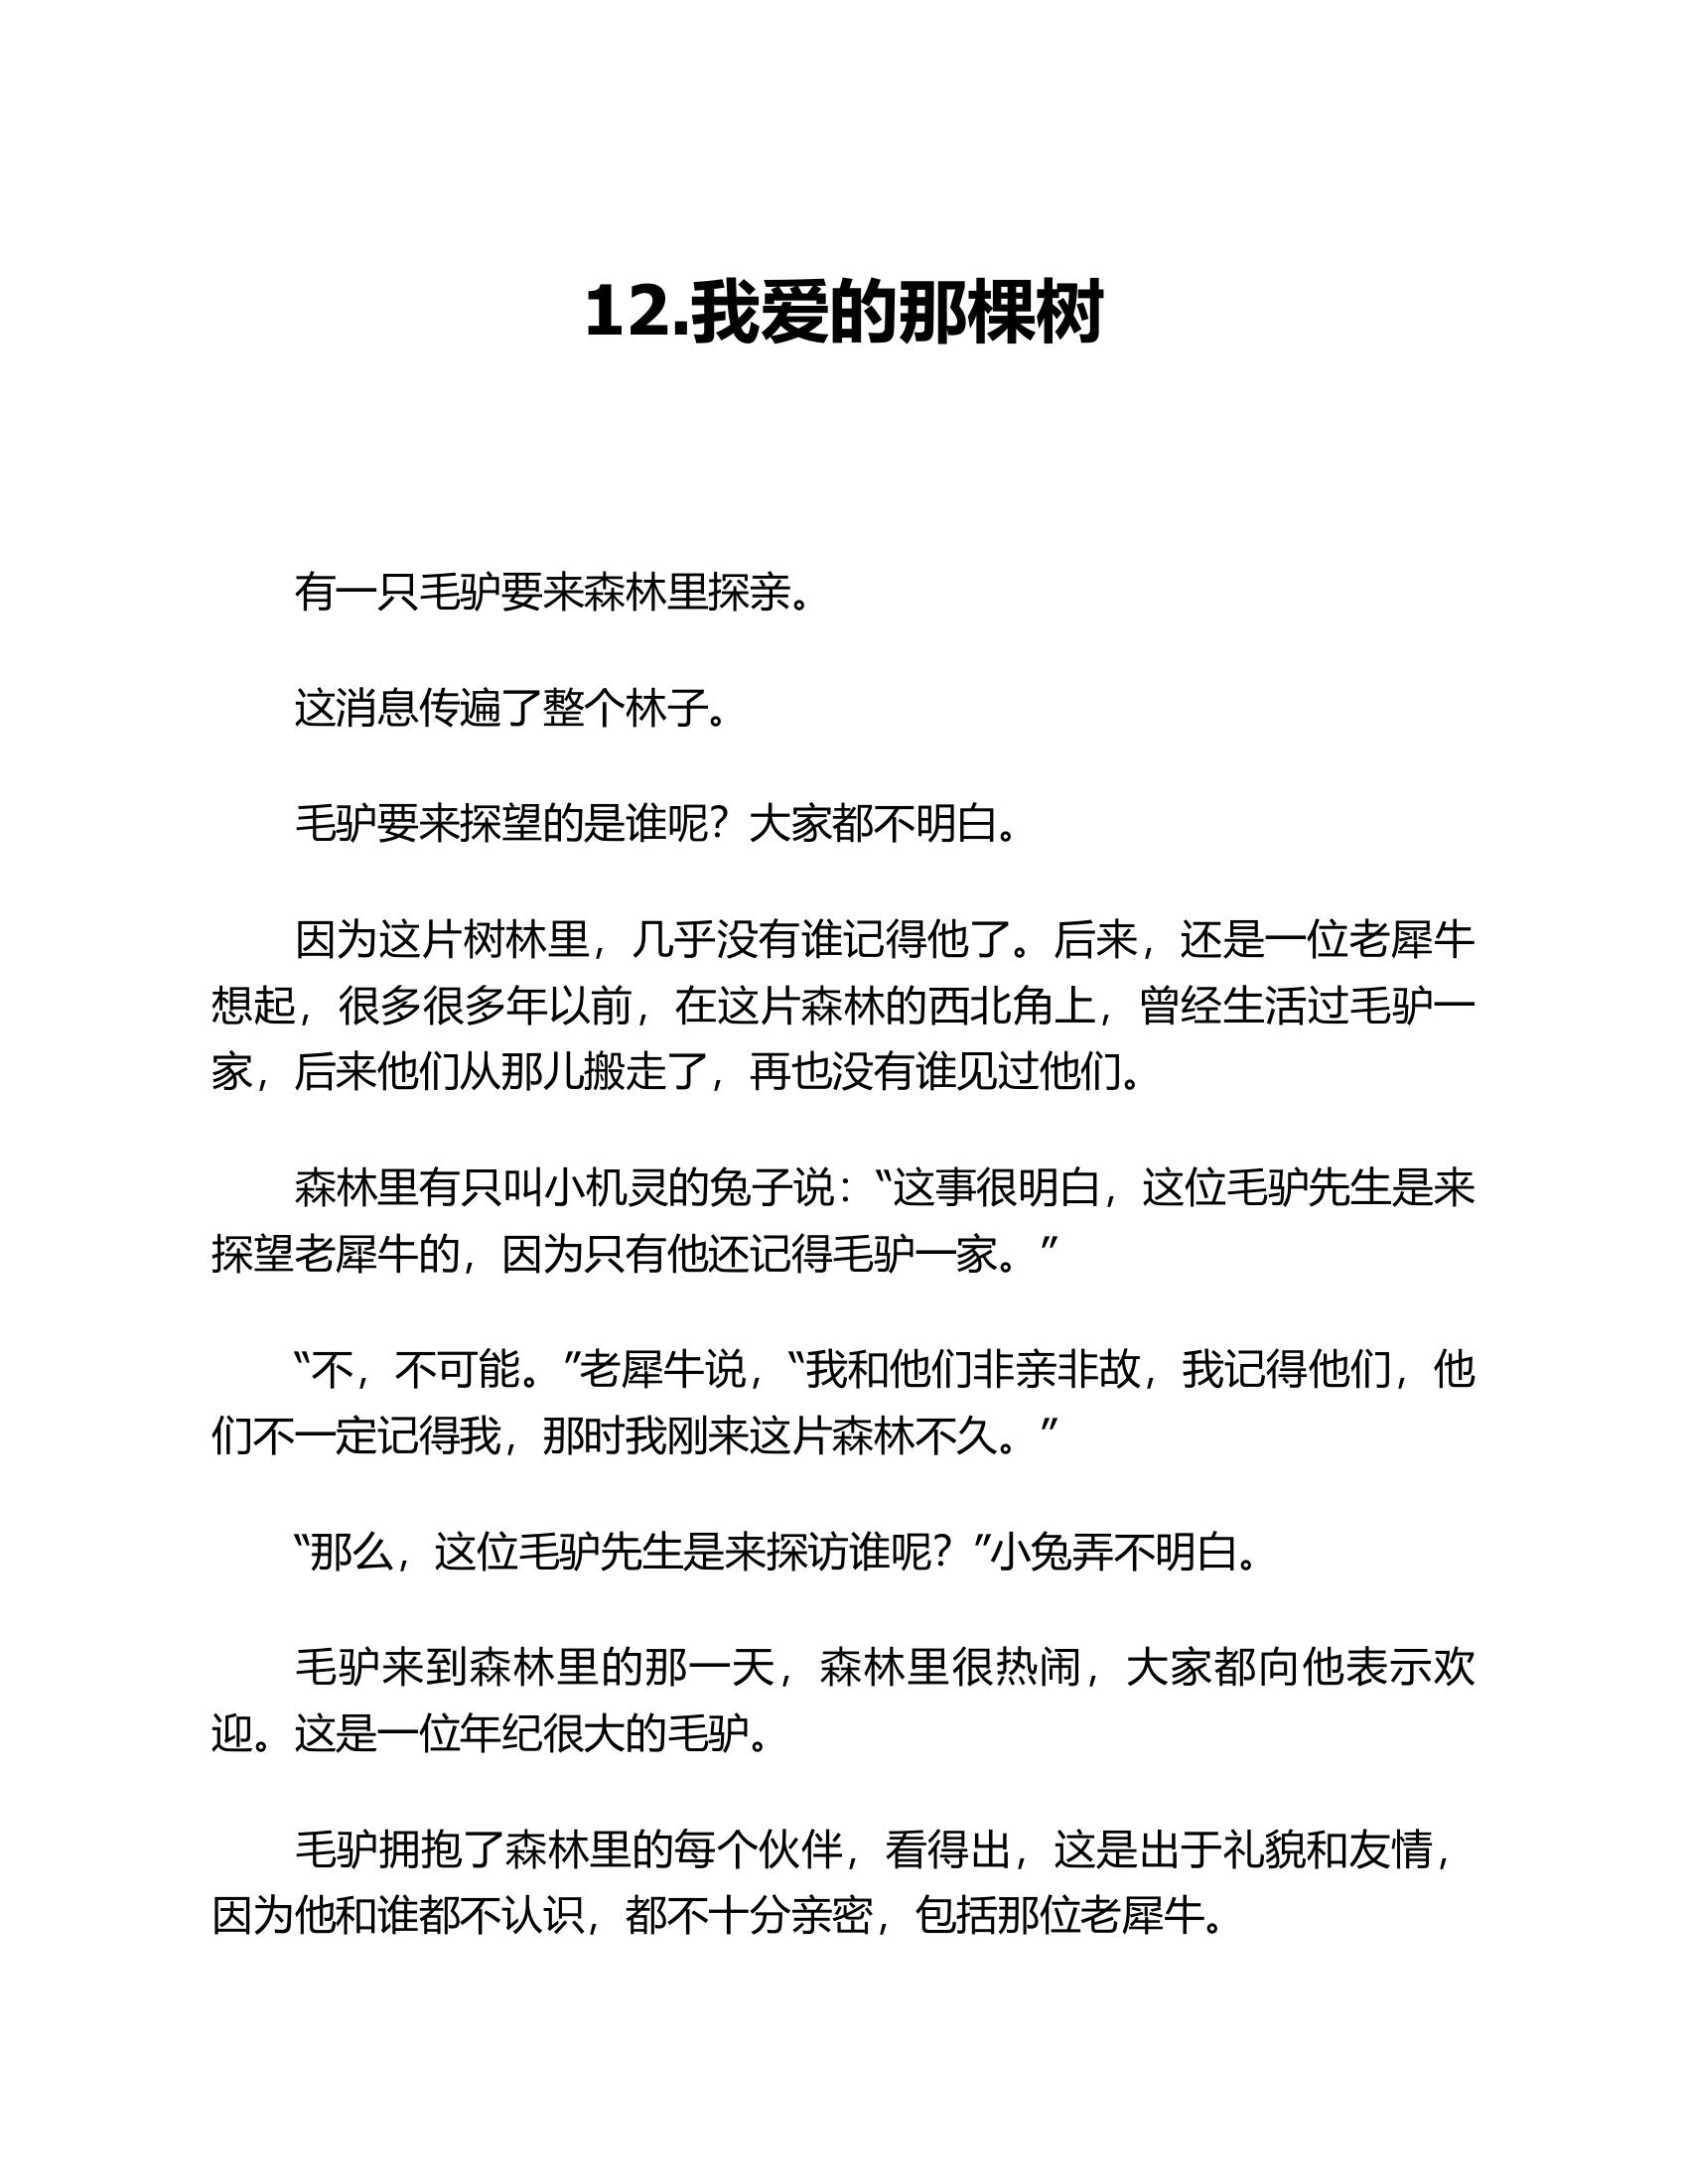 12.我爱的那棵树
有一只毛驴要来森林里探亲。
这消息传遍了整个林子。
毛驴要来探望的是谁呢？大家都不明白。
因为这片树林里，几乎没有谁记得他了。后来，还是一位老犀牛
想起，很多很多年以前，在这片森林的西北角上，曾经生活过毛驴一
家，后来他们从那儿搬走了，再也没有谁见过他们。
森林里有只叫小机灵的兔子说：“这事很明白，这位毛驴先生是来
探望老犀牛的，因为只有他还记得毛驴一家。”
“不，不可能。”老犀牛说，“我和他们非亲非故，我记得他们，他
们不一定记得我，那时我刚来这片森林不久。”
“那么，这位毛驴先生是来探访谁呢？”小兔弄不明白。
毛驴来到森林里的那一天，森林里很热闹，大家都向他表示欢
迎。这是一位年纪很大的毛驴。
毛驴拥抱了森林里的每个伙伴，看得出，这是出于礼貌和友情，
因为他和谁都不认识，都不十分亲密，包括那位老犀牛。